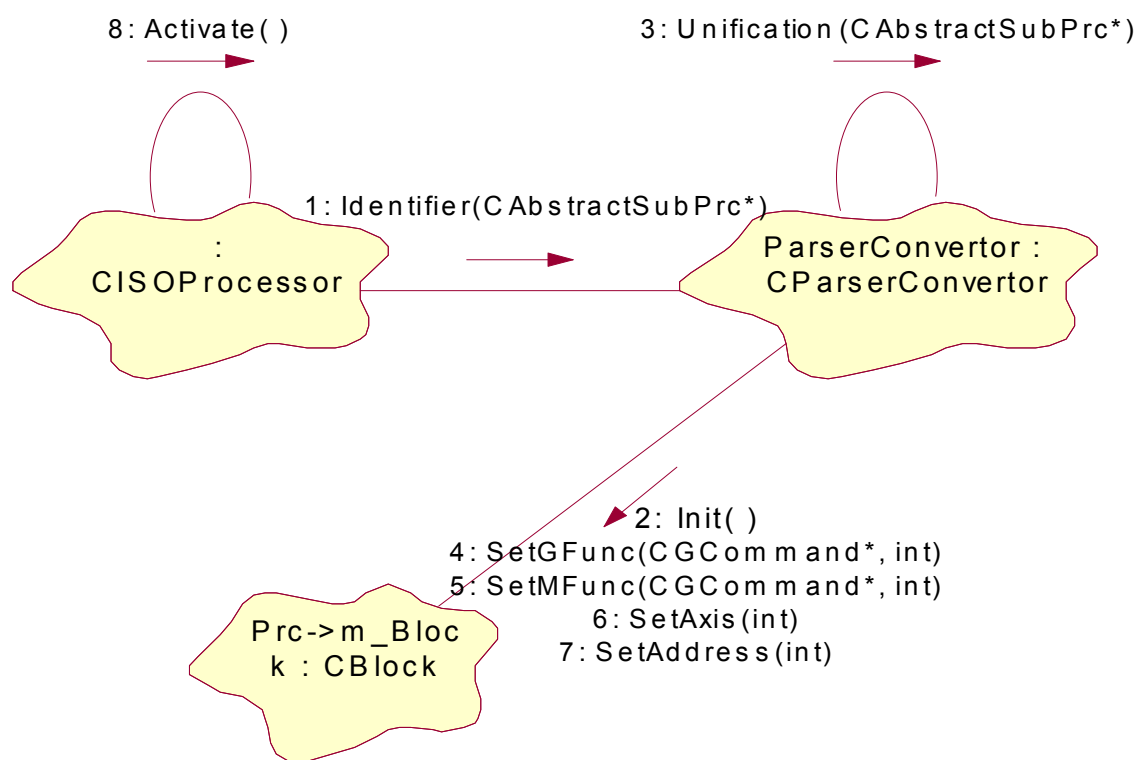 8: Activate( )
3: Unification(CAbstractSubPrc*)
1: Identifier(CAbstractSubPrc*)
:
CISOProcessor
ParserConvertor :
CParserConvertor
2: Init( )
4: SetGFunc(CGCommand*, int)
5: SetMFunc(CGCommand*, int)
6: SetAxis(int)
7: SetAddress(int)
Prc->m_Bloc
k : CBlock